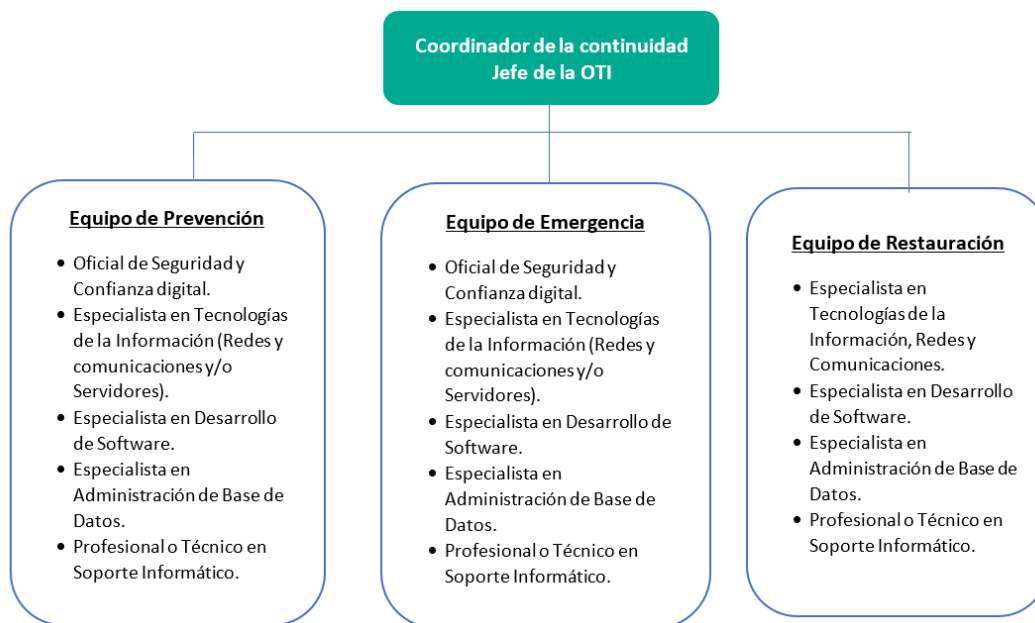 Coordinador de la continuidad
Jefe de la OTI
Equipo de Prevención
• Oficial de Seguridad y
Confianza digital.
• Especialista en Tecnologías
de la Información (Redes y
comunicaciones y/o
Servidores).
• Especialista en Desarrollo
de Software.
• Especialista en
Administración de Base de
Datos.
• Profesional o Técnico en
Soporte Informático.
Equipo de Emergencia
• Oficial de Seguridad y
Confianza digital.
• Especialista en Tecnologías
de la Información (Redes y
comunicaciones y/o
Servidores).
• Especialista en Desarrollo de
Software.
• Especialista en
Administración de Base de
Datos.
• Profesional o Técnico en
Soporte Informático.
Equipo de Restauración
• Especialista en
Tecnologías de la
Información, Redes y
Comunicaciones.
• Especialista en Desarrollo
de Software.
• Especialista en
Administración de Base de
Datos.
• Profesional o Técnico en
Soporte Informático.